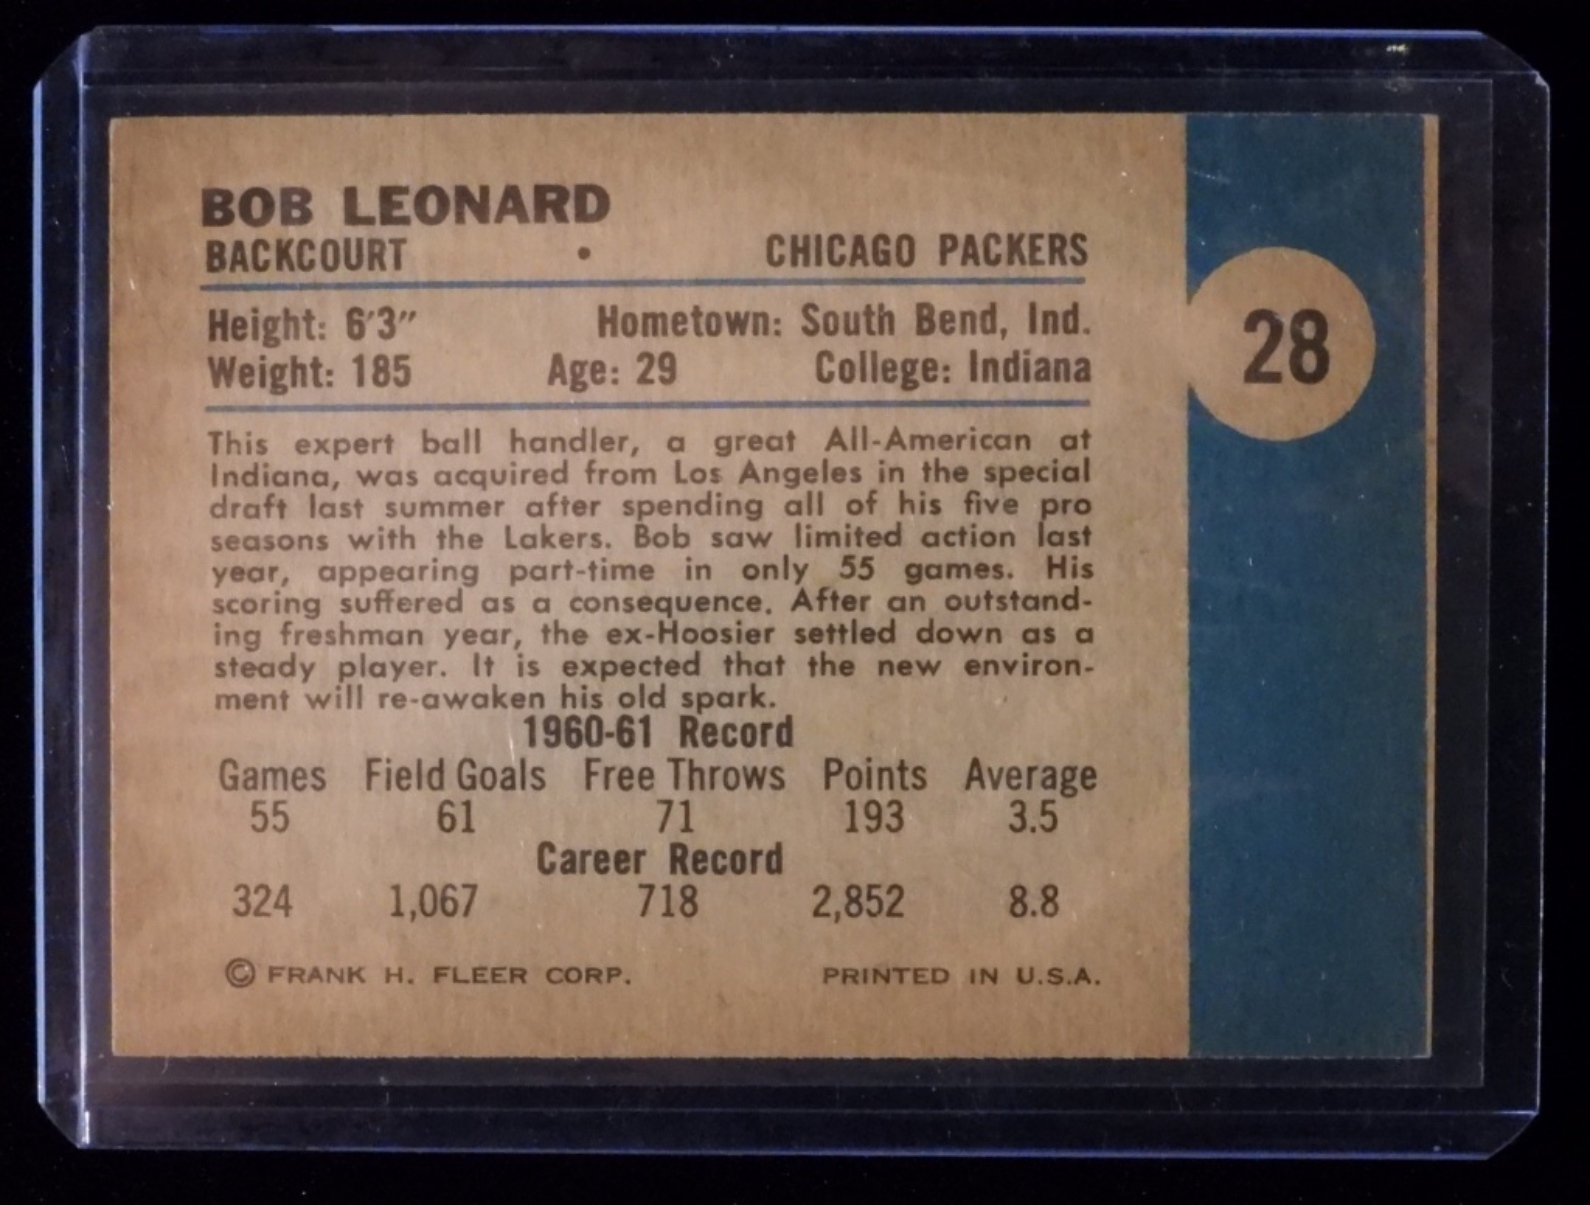 BOB LEONARD
BACKCOURT • CHICAGO PACKERS
Height: 6'3" Hometown: South Bend, Ind.
Weight: 185 Age: 29 College: Indiana
28
This expert ball handler, a great All-American at
Indiana, was acquired from Los Angeles in the special
draft last summer after spending all of his five pro
seasons with the Lakers. Bob saw limited action last
year, appearing part-time in only 55 games. His
scoring suffered as a consequence. After an outstand-
ing freshman year, the ex-Hoosier settled down as a
steady player. It is expected that the new environ-
ment will re-awaken his old spark.
1960-61 Record
Games Field Goals Free Throws Points Average
55 61 71 193 3.5
Career Record
324 1,067 718 2,852 8.8
© FRANK H. FLEER CORP. PRINTED IN U.S.A.